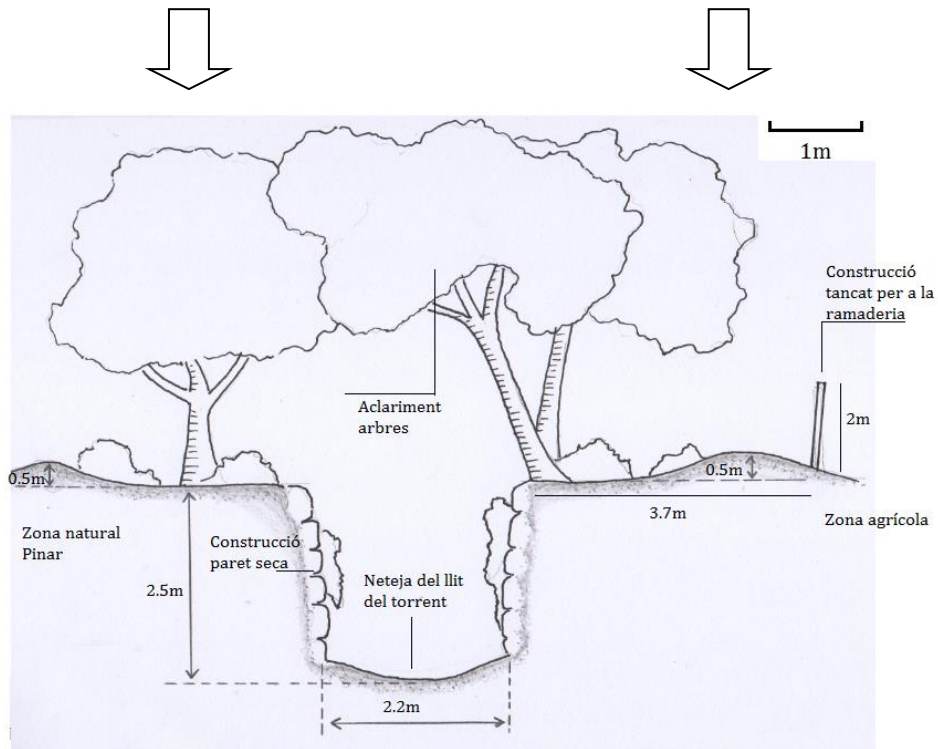 1m
Construcció
tancat per a la
ramaderia
Aclariment
arbres
2m
0.5m
0.5m
3.7m
Zona natural
Pinar
Construcció
paret seca
Zona agrícola
2.5m
Neteja del llit
del torrent
2.2m